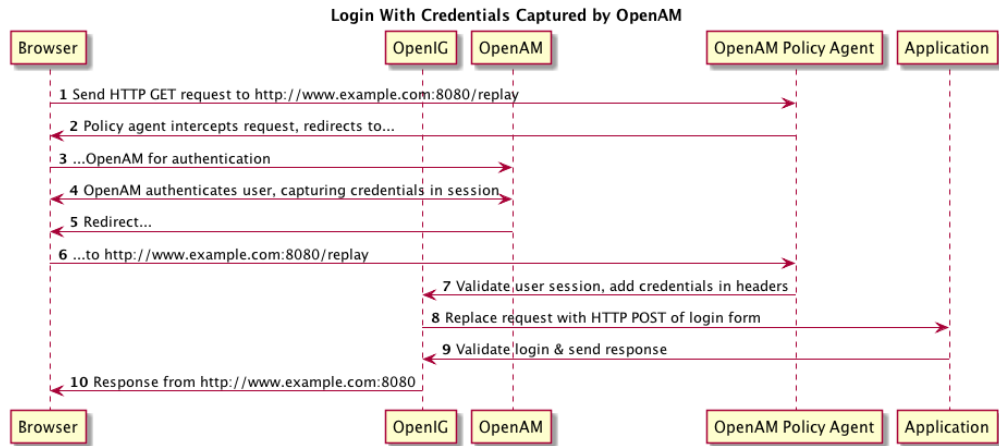 Login With Credentials Captured by OpenAM
Browser OpenIG OpenAM OpenAM Policy Agent Application
1 Send HTTP GET request to http://www.example.com:8080/replay
2 Policy agent intercepts request, redirects to...
3 ...OpenAM for authentication
4 OpenAM authenticates user, capturing credentials in session
5 Redirect...
6 ...to http://www.example.com:8080/replay
7 Validate user session, add credentials in headers
8 Replace request with HTTP POST of login form
9 Validate login & send response
10 Response from http://www.example.com:8080
Browser OpenIG OpenAM OpenAM Policy Agent Application